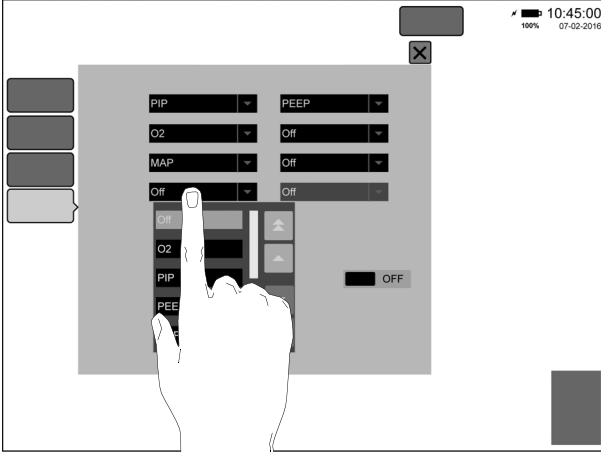 10:45:00
100% 07-02-2016
PIP PEEP
O2 Off
MAP Off
Off Off
Off
O2
PIP OFF
PEE